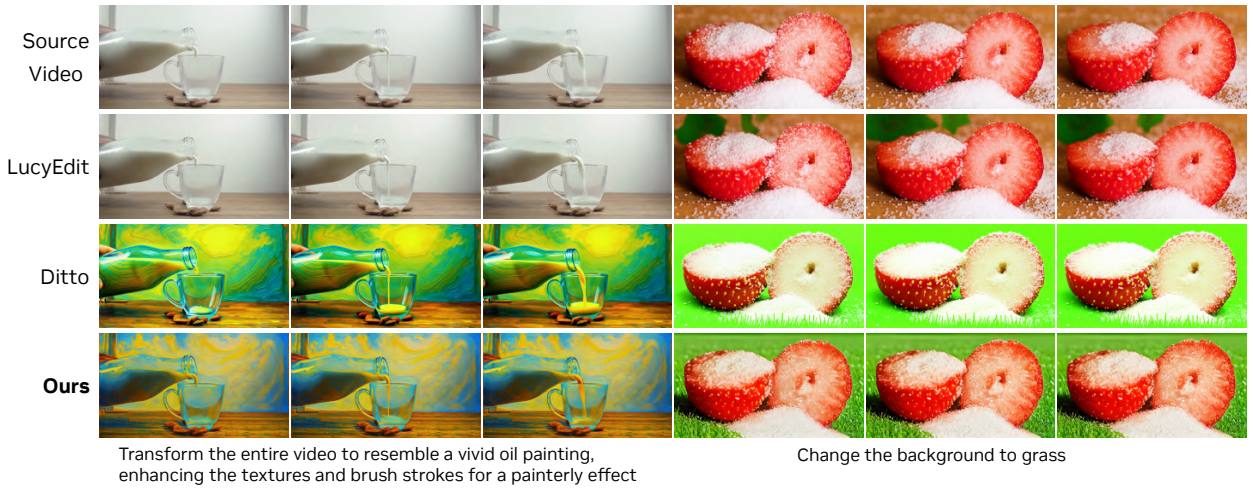 Source
Video
LucyEdit
Ditto
Ours
Transform the entire video to resemble a vivid oil painting,
enhancing the textures and brush strokes for a painterly effect
Change the background to grass